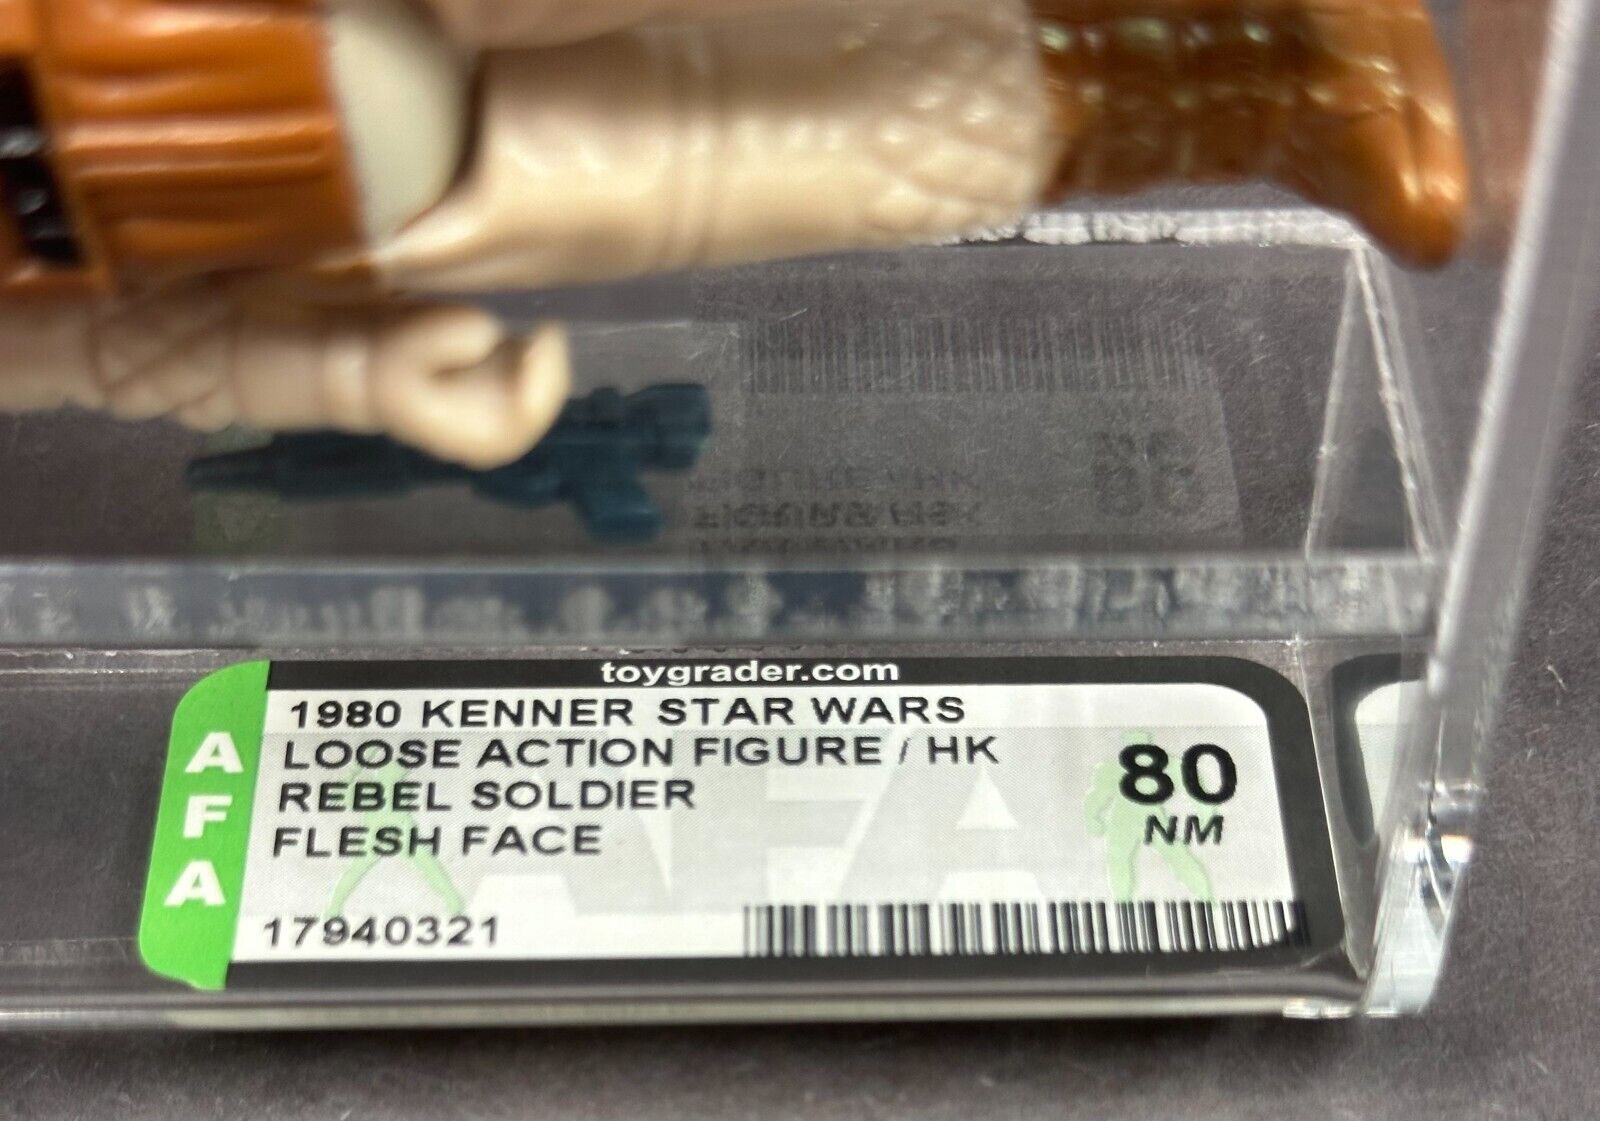 toygrader.com
AFA
1980 KENNER STAR WARS
LOOSE ACTION FIGURE / HK
REBEL SOLDIER
FLESH FACE
80
NM
17940321